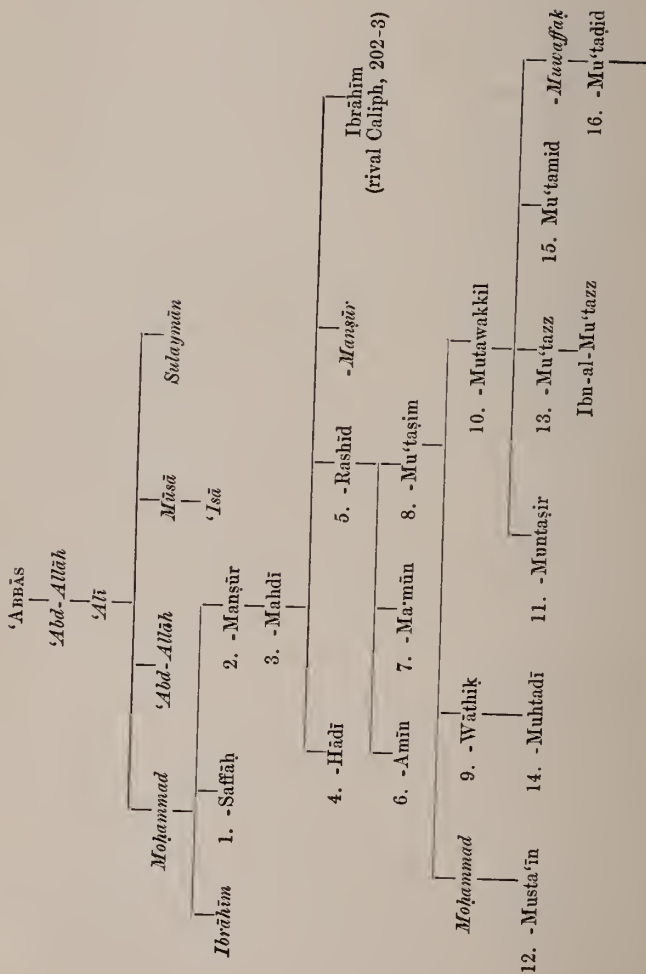 ‘ABBĀS
‘Abd-Allāh
‘Alī
Moḥammad
‘Abd-Allāh
Mūsā
Sulaymān
‘Isā
Ibrāhīm
1. -Saffāḥ
2. -Manṣūr
3. -Mahdī
4. -Hādī
5. -Rashīd
-Manṣūr
Ibrāhīm
(rival Caliph, 202-3)
6. -Amīn
7. -Ma’mūn
8. -Mu‘taṣim
Moḥammad
9. -Wāthiḳ
10. -Mutawakkil
12. -Musta‘īn
14. -Muhtadī
11. -Muntaṣir
13. -Mu‘tazz
15. Mu‘tamid
-Muwaffaḳ
Ibn-al-Mu‘tazz
16. -Mu‘taḍid